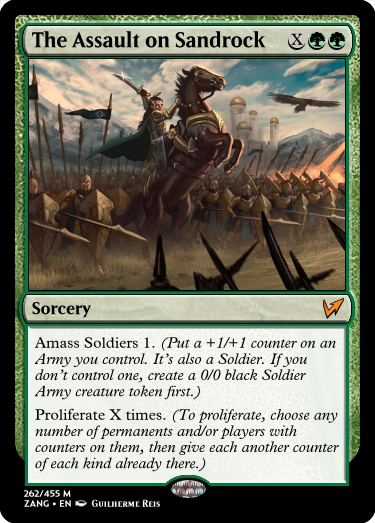 The Assault on Sandrock X
Sorcery
Amass Soldiers 1. (Put a +1/+1 counter on an
Army you control. It's also a Soldier. If you
don't control one, create a 0/0 black Soldier
Army creature token first.)
Proliferate X times. (To proliferate, choose any
number of permanents and/or players with
counters on them, then give each another counter
of each kind already there.)
262/455 M
ZANG • EN Guilherme Reis